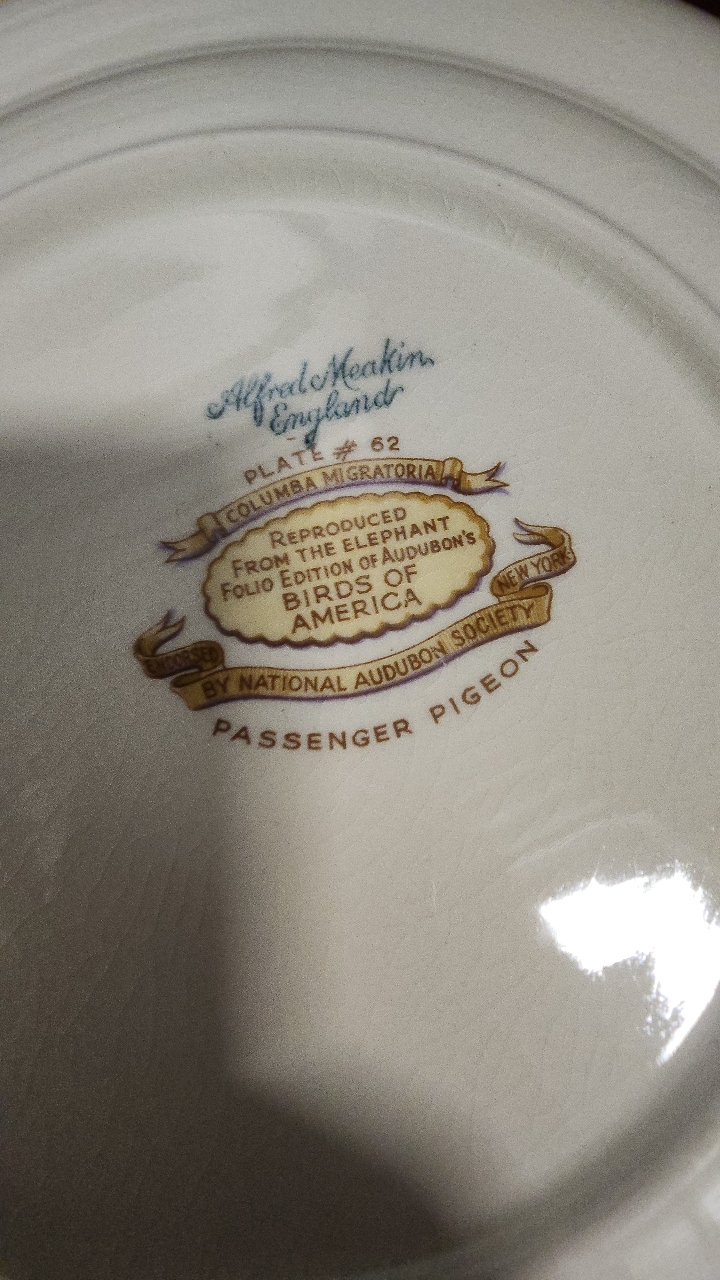 Alfred Meakin
England
PLATE # 62
COLUMBA MIGRATORIA
REPRODUCED
FROM THE ELEPHANT
FOLIO EDITION OF AUDUBON'S
BIRDS OF
AMERICA
ENDORSED
BY NATIONAL AUDUBON SOCIETY
NEW YORK
PASSENGER PIGEON